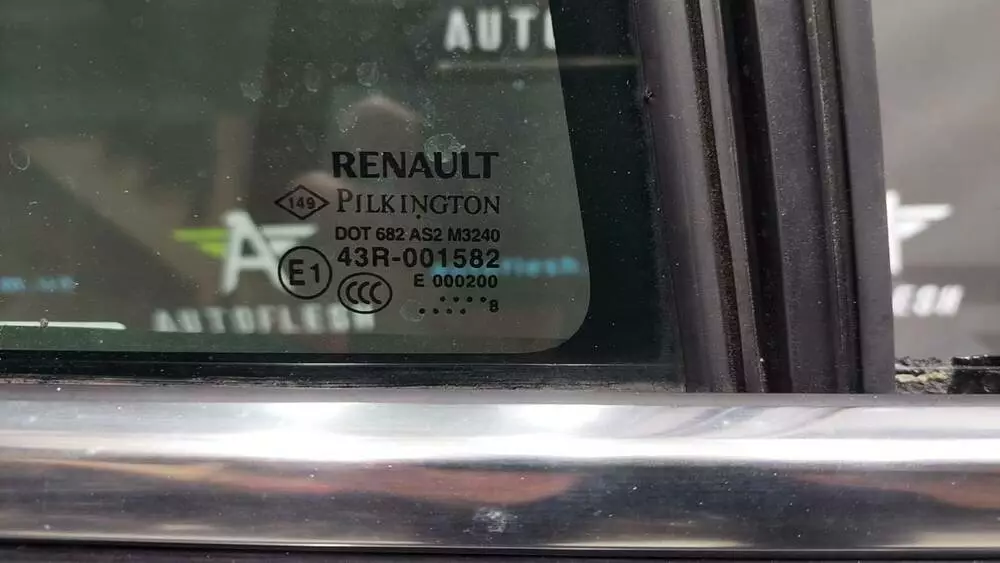 AUTO
RENAULT
149 PILKINGTON
DOT 682 AS2 M3240
43R-001582
E1
E 000200
CCC
8
AUTOFLESH